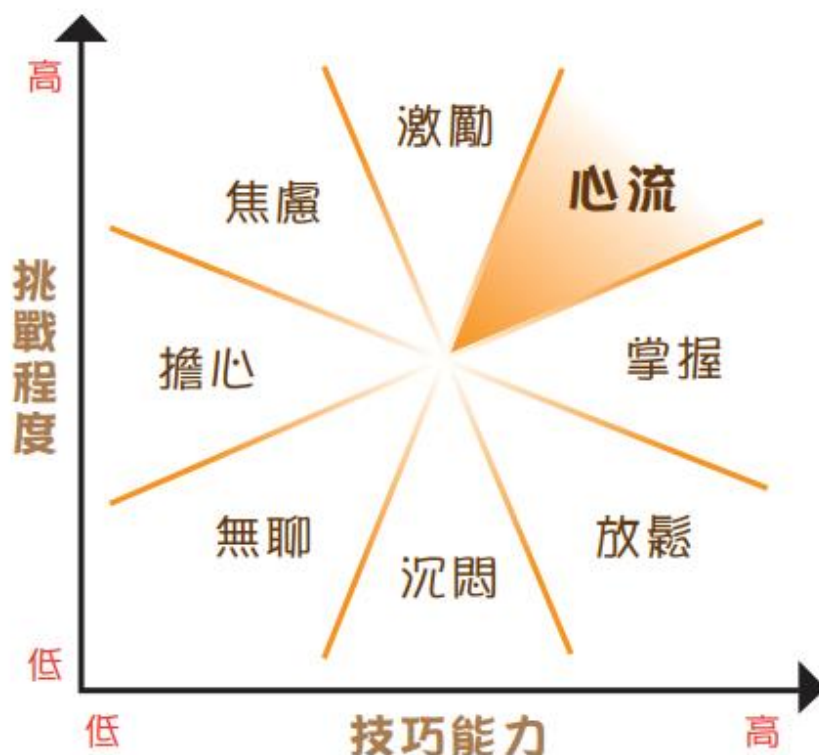 高
激勵
心流
焦慮
挑戰程度
擔心
掌握
無聊
沉悶
放鬆
低
低
技巧能力
高